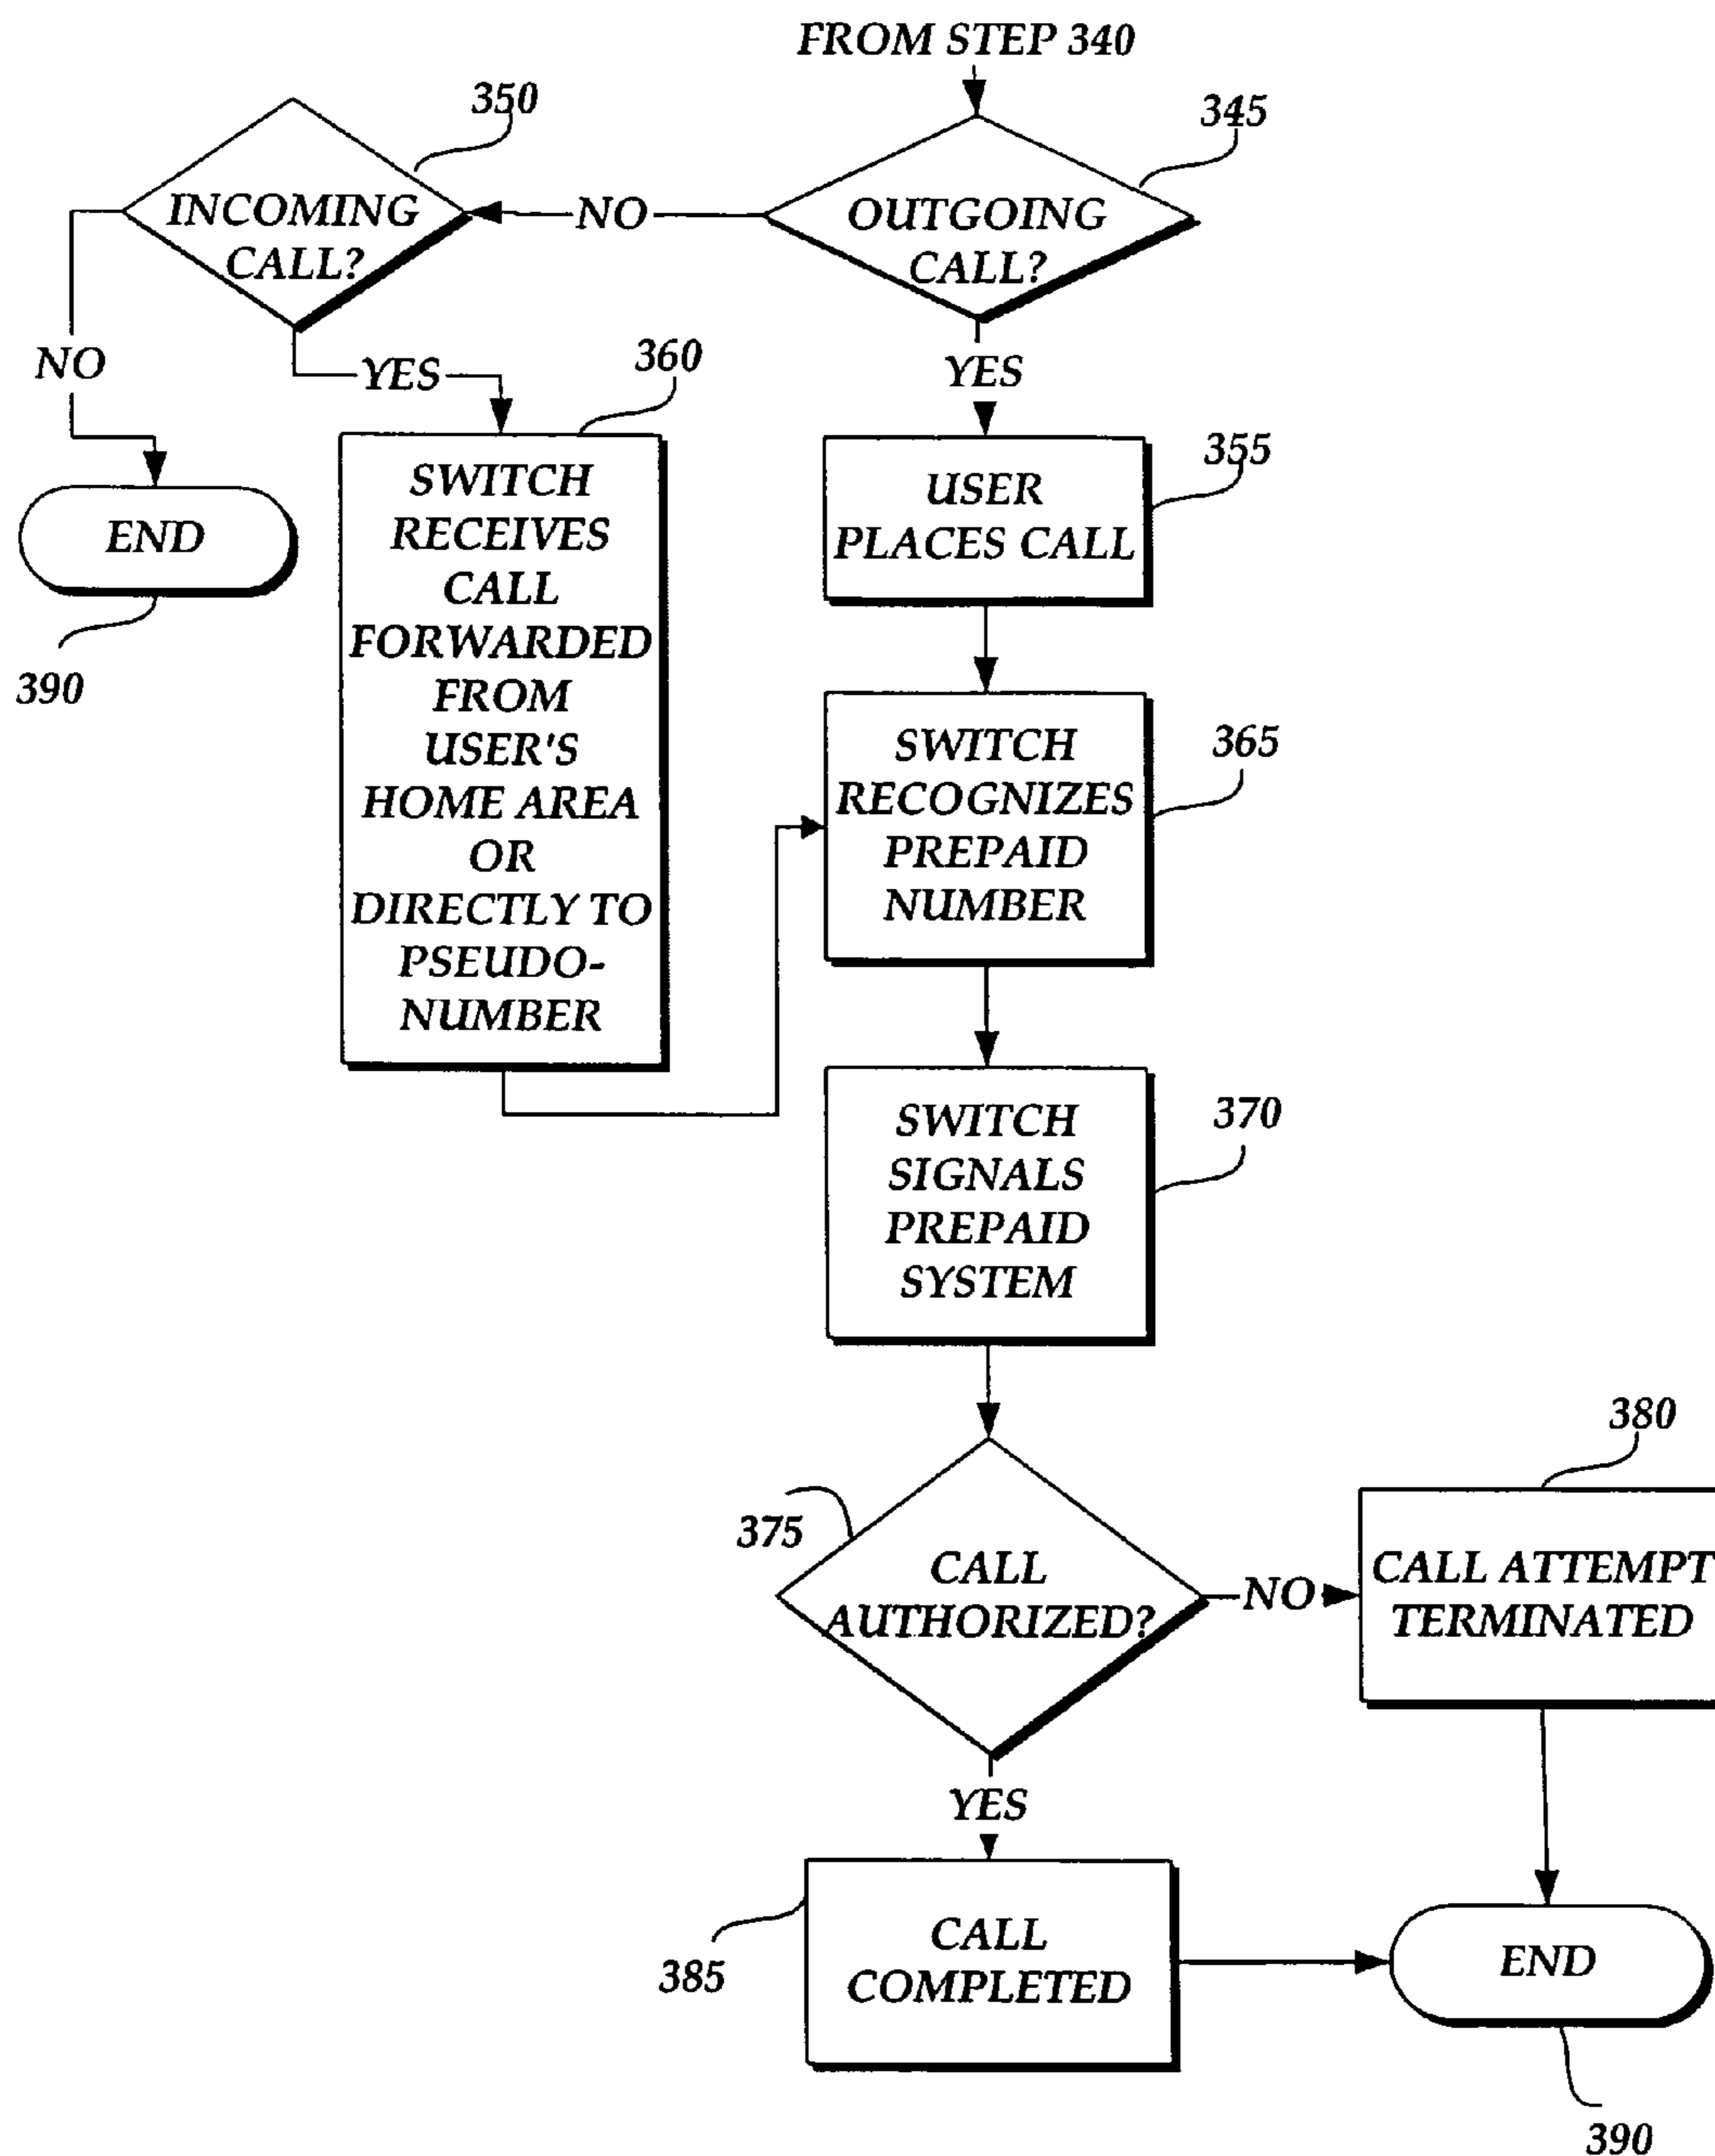 FROM STEP 340
350
345
INCOMING
CALL?
NO
OUTGOING
CALL?
NO
YES
YES
360
355
END
390
SWITCH
RECEIVES
CALL
FORWARDED
FROM
USER'S
HOME AREA
OR
DIRECTLY TO
PSEUDO-
NUMBER
USER
PLACES CALL
365
SWITCH
RECOGNIZES
PREPAID
NUMBER
370
SWITCH
SIGNALS
PREPAID
SYSTEM
375
CALL
AUTHORIZED?
NO
380
CALL ATTEMPT
TERMINATED
YES
385
CALL
COMPLETED
END
390